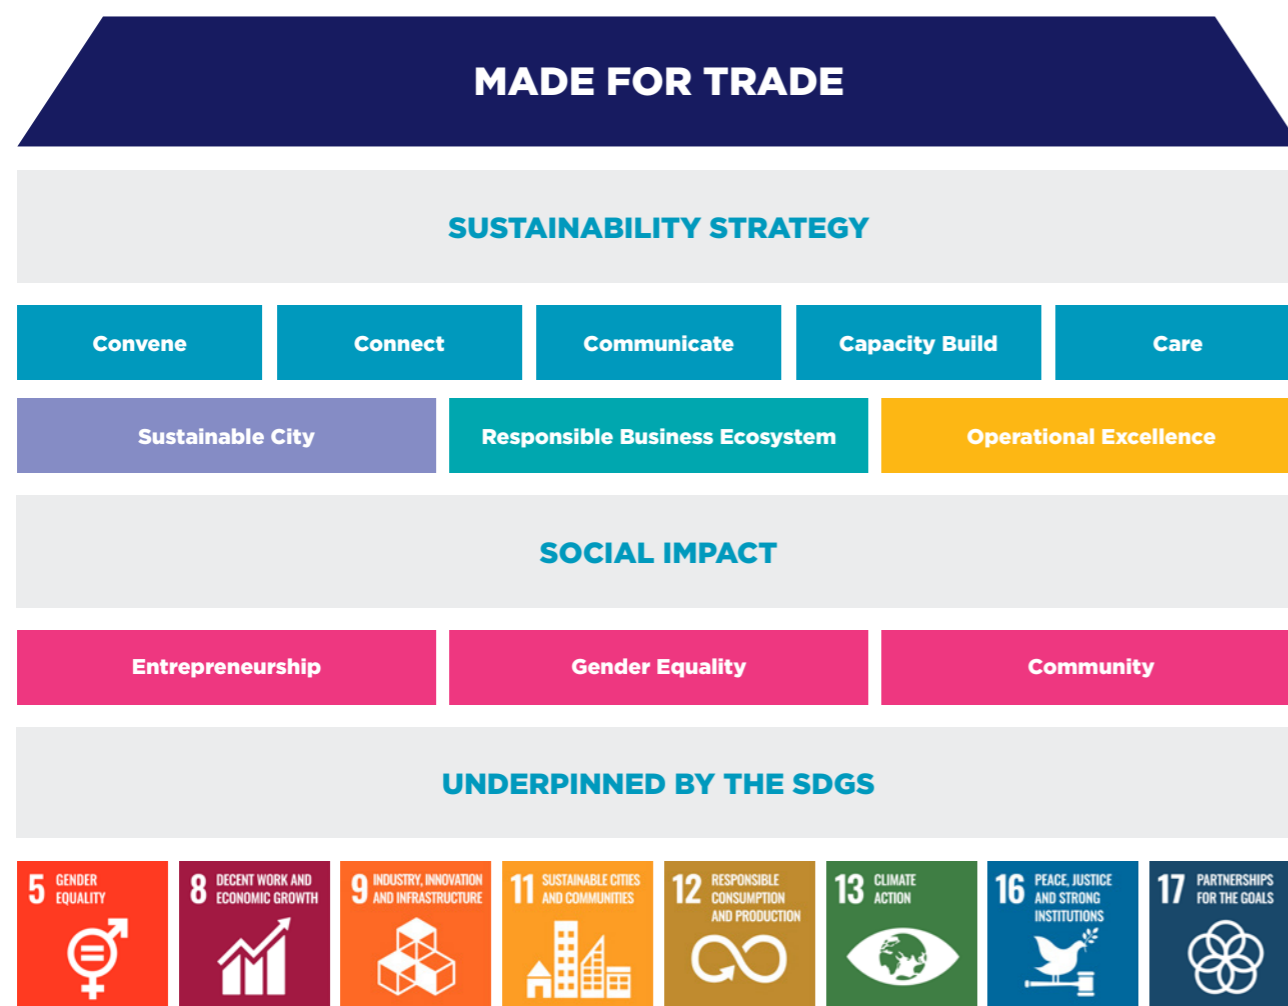 MADE FOR TRADE
SUSTAINABILITY STRATEGY
Convene
Connect
Communicate
Capacity Build
Care
Sustainable City
Responsible Business Ecosystem
Operational Excellence
SOCIAL IMPACT
Entrepreneurship
Gender Equality
Community
UNDERPINNED BY THE SDGS
5 GENDER
EQUALITY
8 DECENT WORK AND
ECONOMIC GROWTH
9 INDUSTRY, INNOVATION
AND INFRASTRUCTURE
11 SUSTAINABLE CITIES
AND COMMUNITIES
12 RESPONSIBLE
CONSUMPTION
AND PRODUCTION
13 CLIMATE
ACTION
16 PEACE, JUSTICE
AND STRONG
INSTITUTIONS
17 PARTNERSHIPS
FOR THE GOALS